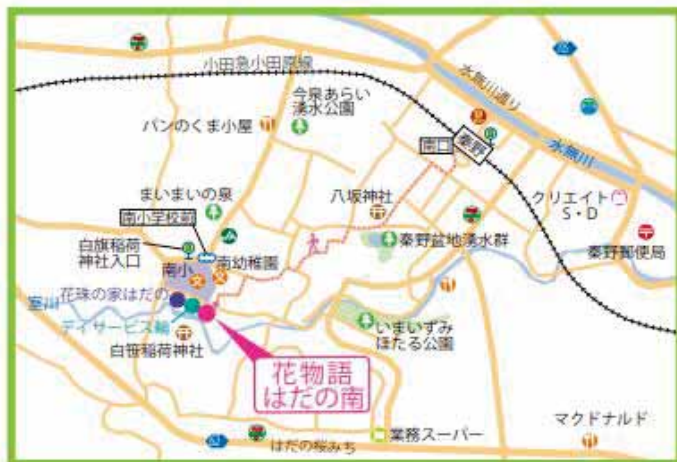 小田急小田原線
水無川通り
今泉あらい
湧水公園
パンのくま小屋
南口
秦野
水無川
まいまいの泉
八坂神社
クリエイト
S・D
南小学校前
白旗稲荷
神社入口
南幼稚園
秦野盆地湧水群
秦野郵便局
南小
文
文
花珠の家はだの
室川
デイサービス輪
いまいずみ
ほたる公園
白笹稲荷神社
花物語
はだの南
マクドナルド
業務スーパー
はだの桜みち